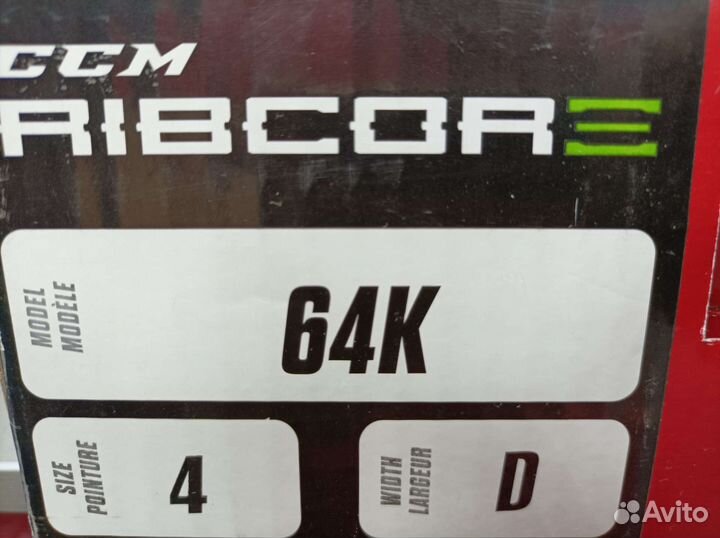 CCM
RIBCOR
MODEL
MODÈLE
64K
SIZE
POINTURE
4
WIDTH
LARGEUR
D
Avito